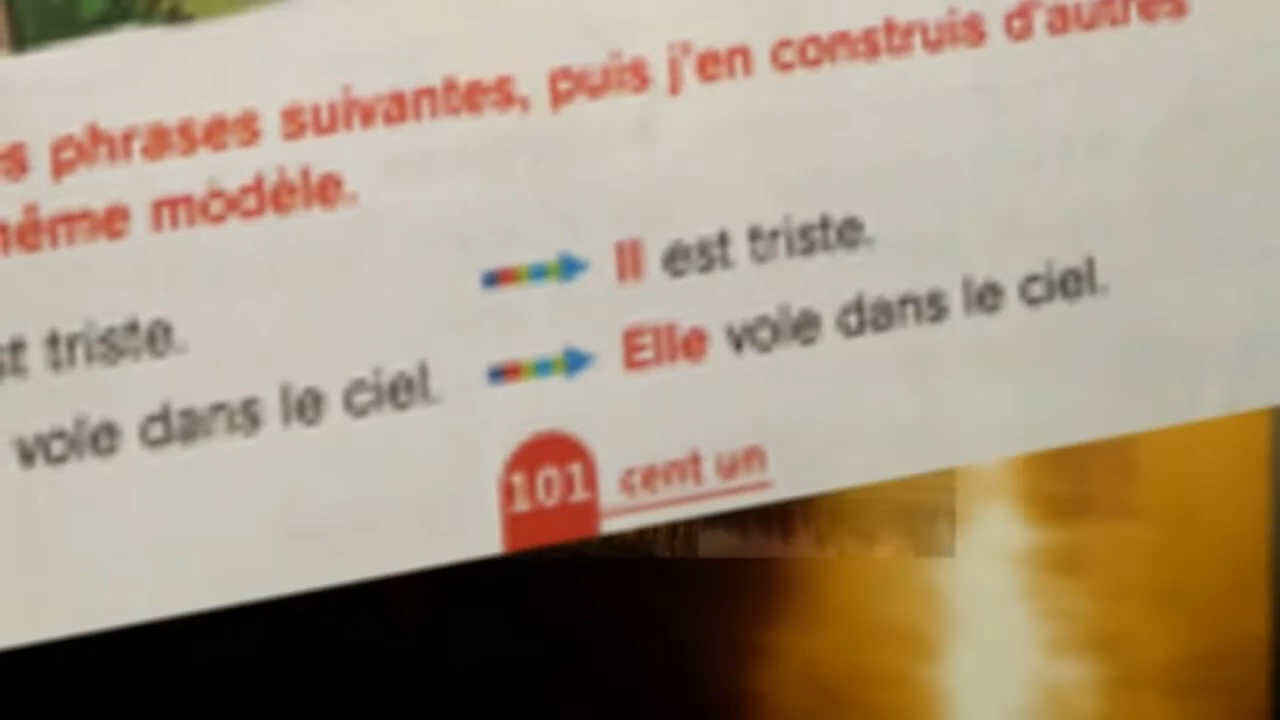 es phrases suivantes, puis j'en construis d'autres
même modèle.
st triste. Il est triste.
vole dans le ciel. Elle vole dans le ciel.
101 cent un